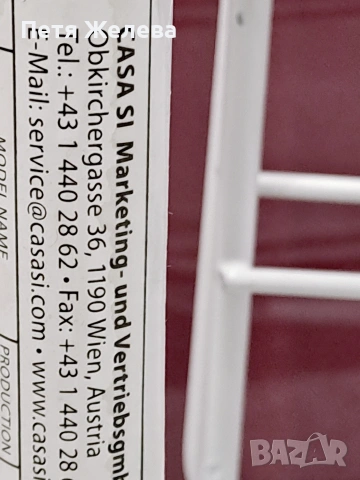 Петя Желева
CASA SI Marketing- und Vertriebsgmb
Obkirchergasse 36, 1190 Wien, Austria
Tel.: +43 1 440 28 62 • Fax: +43 1 440 28
E-Mail: service@casasi.com • www.casasi
MODEL NAME
PRODUCTION
BAZAR